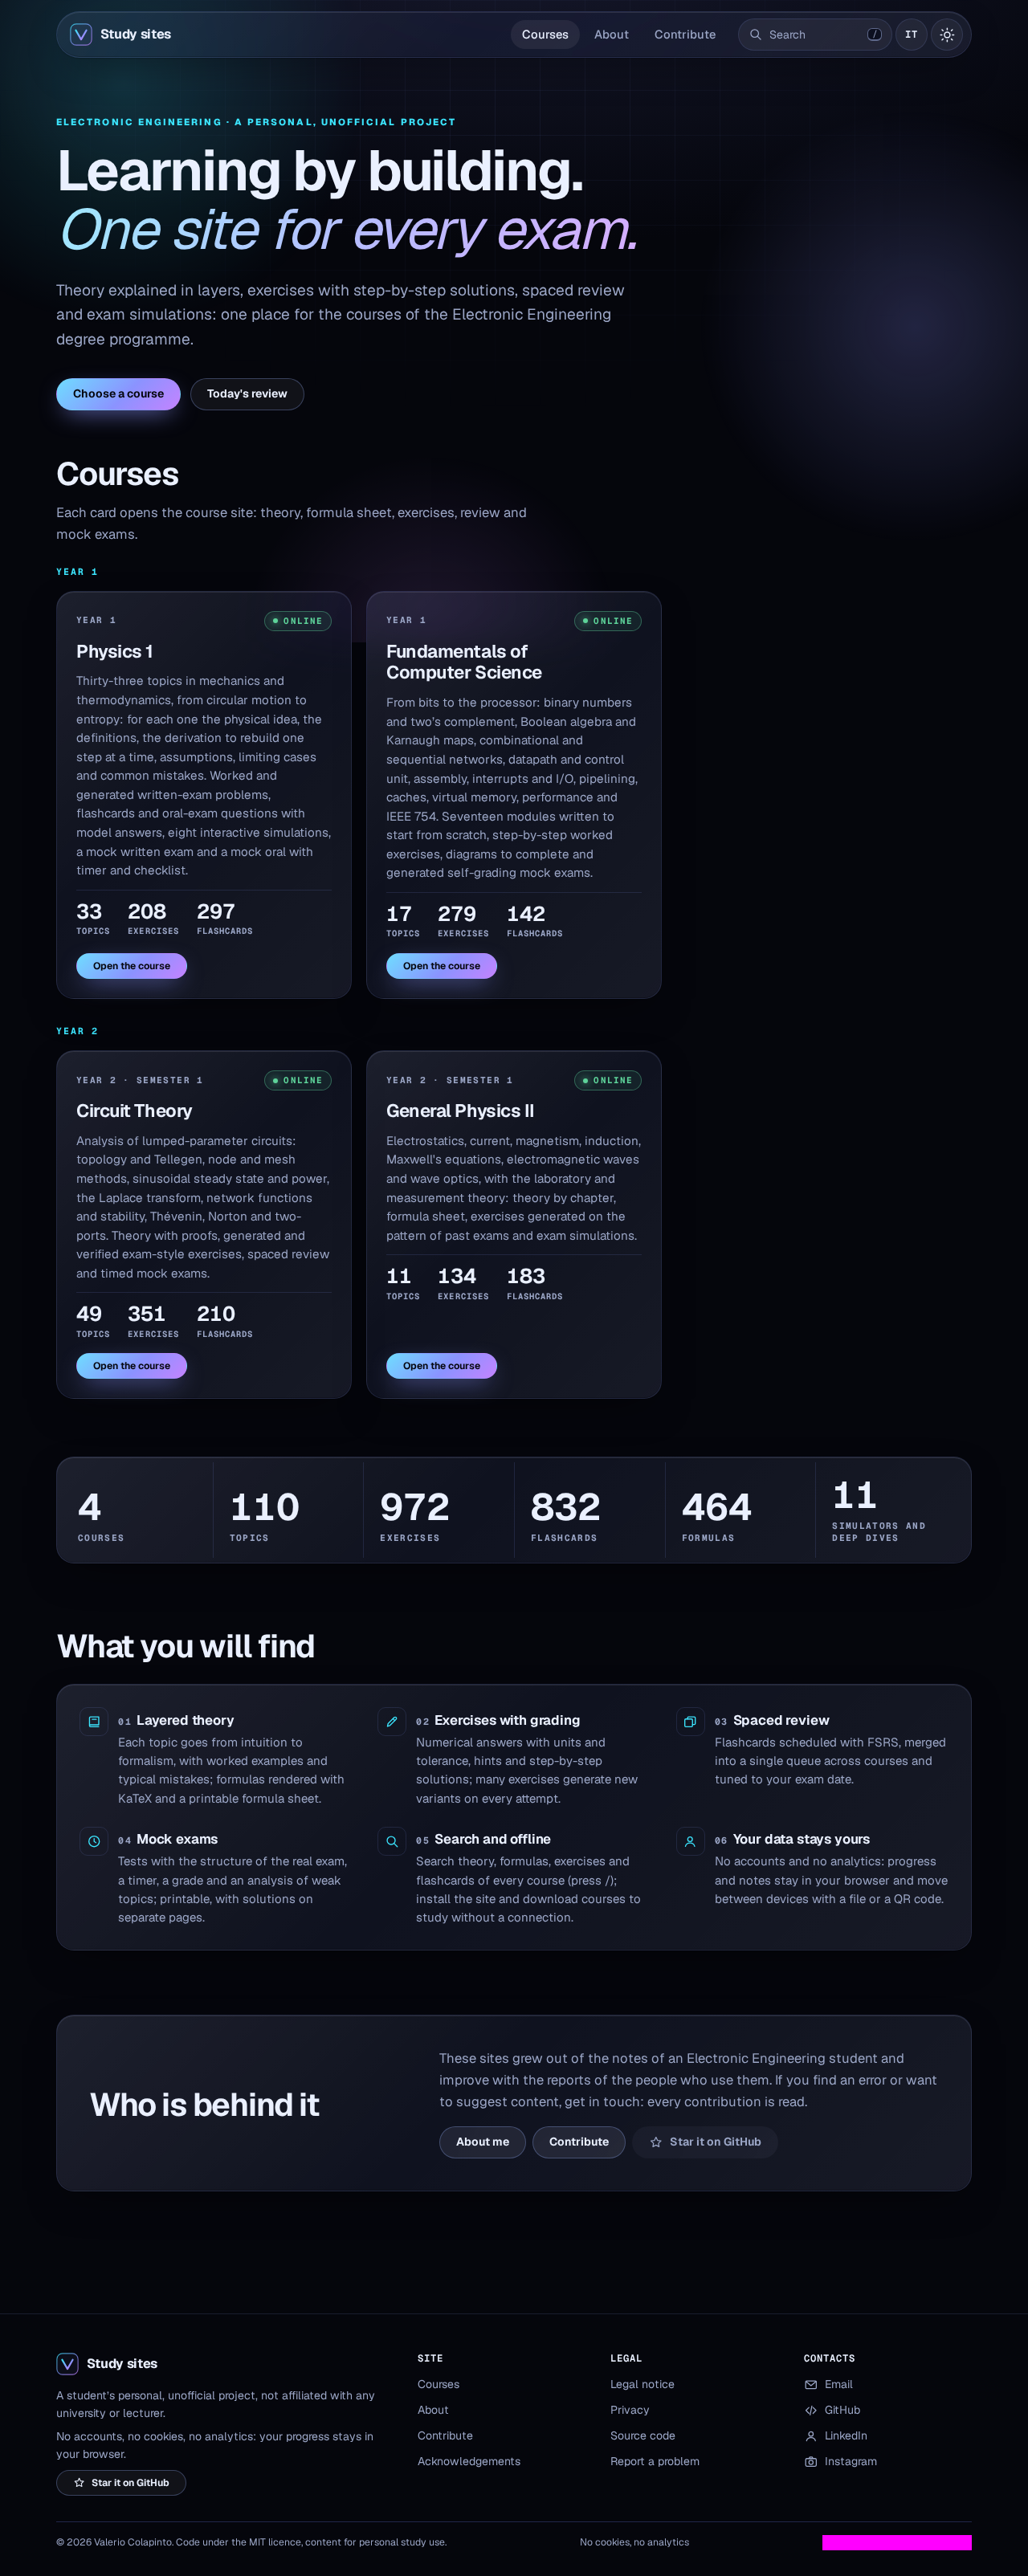 Study sites
Courses
About
Contribute
Search
/
IT
ELECTRONIC ENGINEERING · A PERSONAL, UNOFFICIAL PROJECT
Learning by building.
One site for every exam.
Theory explained in layers, exercises with step-by-step solutions, spaced review
and exam simulations: one place for the courses of the Electronic Engineering
degree programme.
Choose a course
Today's review
Courses
Each card opens the course site: theory, formula sheet, exercises, review and
mock exams.
YEAR 1
YEAR 1
ONLINE
Physics 1
Thirty-three topics in mechanics and
thermodynamics, from circular motion to
entropy: for each one the physical idea, the
definitions, the derivation to rebuild one
step at a time, assumptions, limiting cases
and common mistakes. Worked and
generated written-exam problems,
flashcards and oral-exam questions with
model answers, eight interactive simulations,
a mock written exam and a mock oral with
timer and checklist.
33
208
297
TOPICS
EXERCISES
FLASHCARDS
Open the course
YEAR 1
ONLINE
Fundamentals of
Computer Science
From bits to the processor: binary numbers
and two's complement, Boolean algebra and
Karnaugh maps, combinational and
sequential networks, datapath and control
unit, assembly, interrupts and I/O, pipelining,
caches, virtual memory, performance and
IEEE 754. Seventeen modules written to
start from scratch, step-by-step worked
exercises, diagrams to complete and
generated self-grading mock exams.
17
279
142
TOPICS
EXERCISES
FLASHCARDS
Open the course
YEAR 2
YEAR 2 · SEMESTER 1
ONLINE
Circuit Theory
Analysis of lumped-parameter circuits:
topology and Tellegen, node and mesh
methods, sinusoidal steady state and power,
the Laplace transform, network functions
and stability, Thévenin, Norton and two-
ports. Theory with proofs, generated and
verified exam-style exercises, spaced review
and timed mock exams.
49
351
210
TOPICS
EXERCISES
FLASHCARDS
Open the course
YEAR 2 · SEMESTER 1
ONLINE
General Physics II
Electrostatics, current, magnetism, induction,
Maxwell's equations, electromagnetic waves
and wave optics, with the laboratory and
measurement theory: theory by chapter,
formula sheet, exercises generated on the
pattern of past exams and exam simulations.
11
134
183
TOPICS
EXERCISES
FLASHCARDS
Open the course
4
COURSES
110
TOPICS
972
EXERCISES
832
FLASHCARDS
464
FORMULAS
11
SIMULATORS AND
DEEP DIVES
What you will find
01 Layered theory
Each topic goes from intuition to
formalism, with worked examples and
typical mistakes; formulas rendered with
KaTeX and a printable formula sheet.
02 Exercises with grading
Numerical answers with units and
tolerance, hints and step-by-step
solutions; many exercises generate new
variants on every attempt.
03 Spaced review
Flashcards scheduled with FSRS, merged
into a single queue across courses and
tuned to your exam date.
04 Mock exams
Tests with the structure of the real exam,
a timer, a grade and an analysis of weak
topics; printable, with solutions on
separate pages.
05 Search and offline
Search theory, formulas, exercises and
flashcards of every course (press /);
install the site and download courses to
study without a connection.
06 Your data stays yours
No accounts and no analytics: progress
and notes stay in your browser and move
between devices with a file or a QR code.
Who is behind it
These sites grew out of the notes of an Electronic Engineering student and
improve with the reports of the people who use them. If you find an error or want
to suggest content, get in touch: every contribution is read.
About me
Contribute
Star it on GitHub
Study sites
A student's personal, unofficial project, not affiliated with any
university or lecturer.
No accounts, no cookies, no analytics: your progress stays in
your browser.
Star it on GitHub
SITE
Courses
About
Contribute
Acknowledgements
LEGAL
Legal notice
Privacy
Source code
Report a problem
CONTACTS
Email
GitHub
LinkedIn
Instagram
© 2026 Valerio Colapinto. Code under the MIT licence, content for personal study use.
No cookies, no analytics